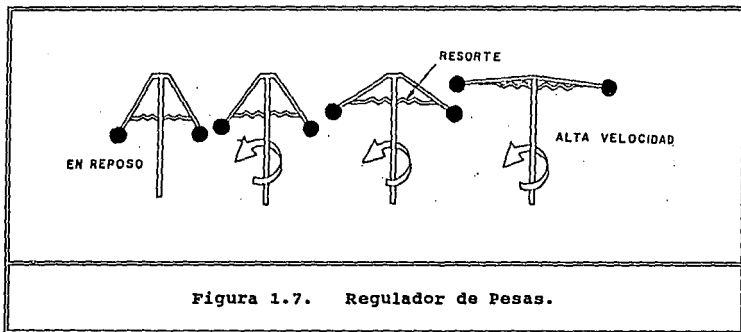 RESORTE
EN REPOSO
ALTA VELOCIDAD
Figura 1.7. Regulador de Pesas.